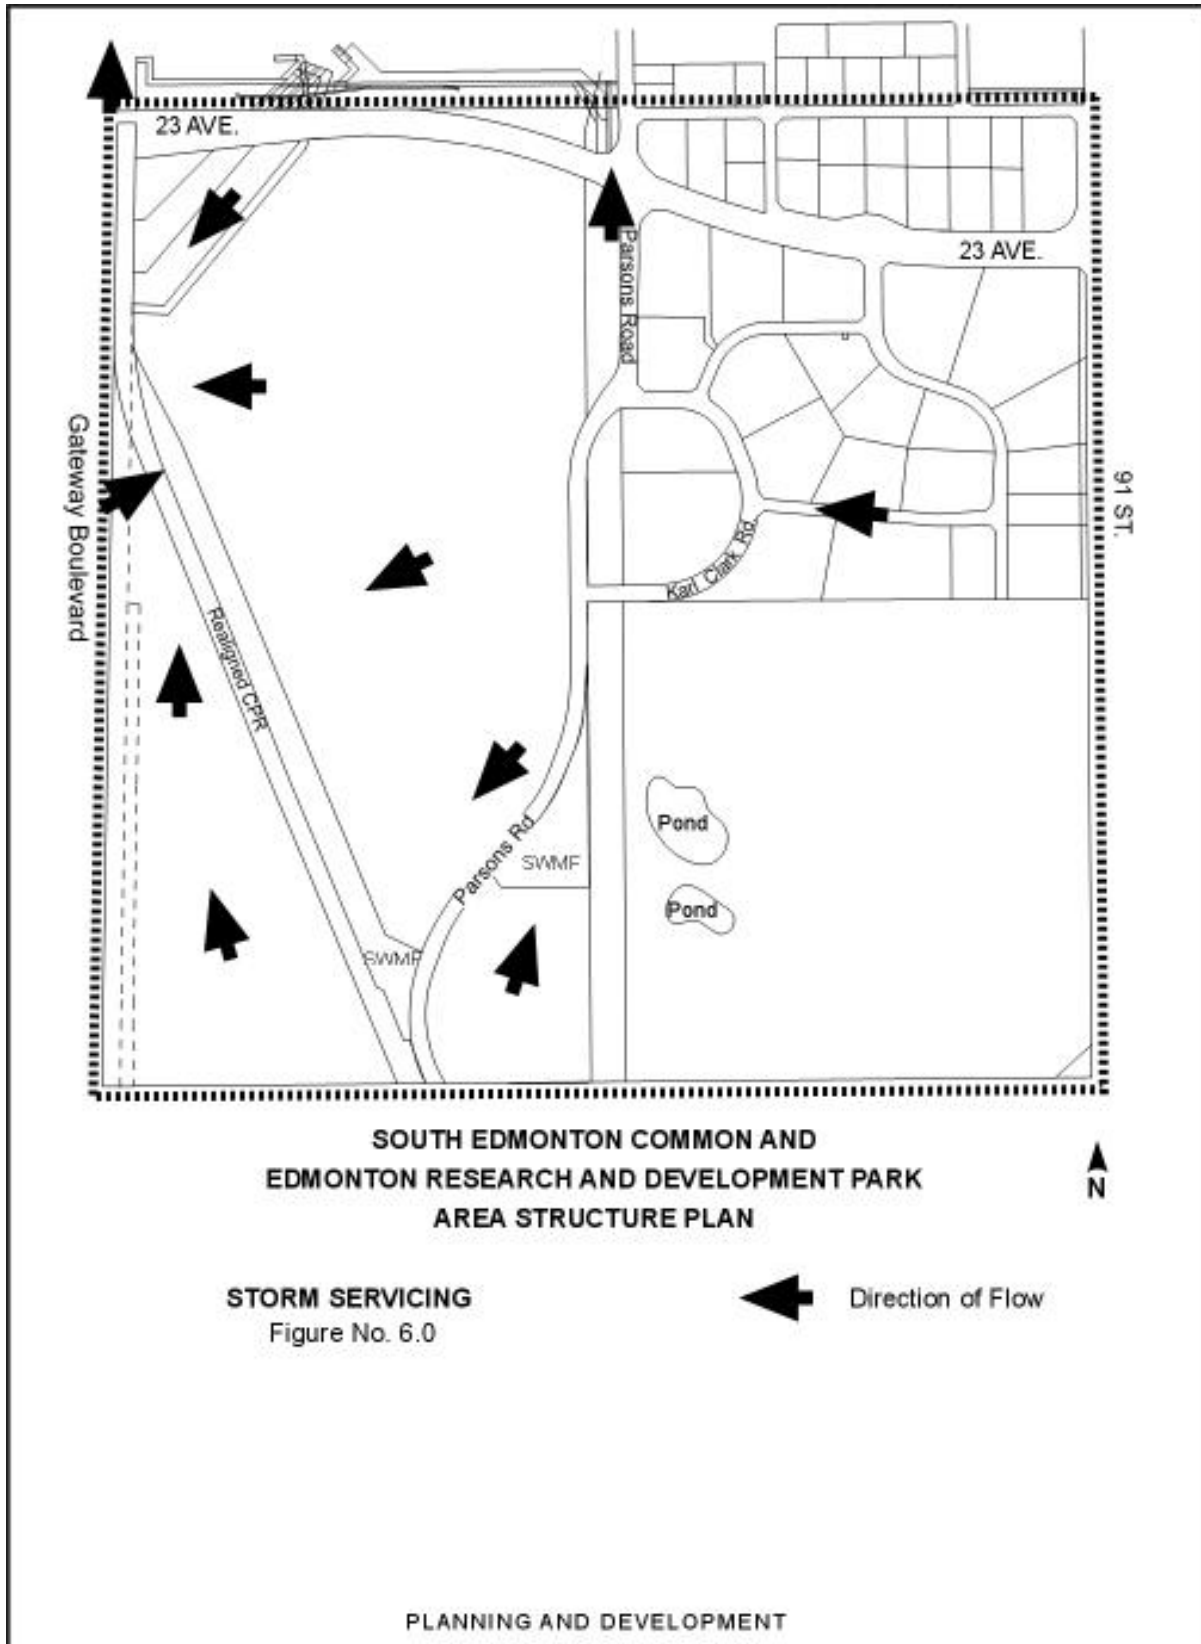 23 AVE.
Parsons Road
23 AVE.
Gateway Boulevard
91 ST.
Karl Clark Rd
Realigned CPR
Pond
Parsons Rd
SWMF
Pond
SWMF
SOUTH EDMONTON COMMON AND
EDMONTON RESEARCH AND DEVELOPMENT PARK
AREA STRUCTURE PLAN
N
STORM SERVICING
Figure No. 6.0
Direction of Flow
PLANNING AND DEVELOPMENT